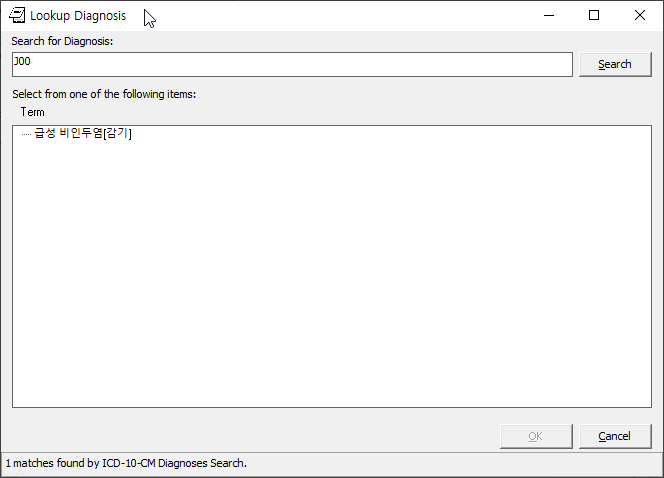 Lookup Diagnosis
Search for Diagnosis:
J00
Search
Select from one of the following items:
Term
급성 비인두염[감기]
OK
Cancel
1 matches found by ICD-10-CM Diagnoses Search.